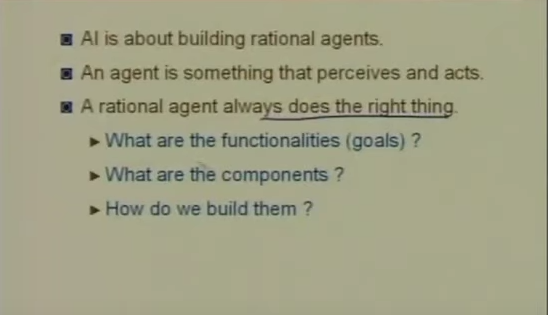 AI is about building rational agents.
An agent is something that perceives and acts.
A rational agent always does the right thing.
What are the functionalities (goals) ?
What are the components ?
How do we build them ?